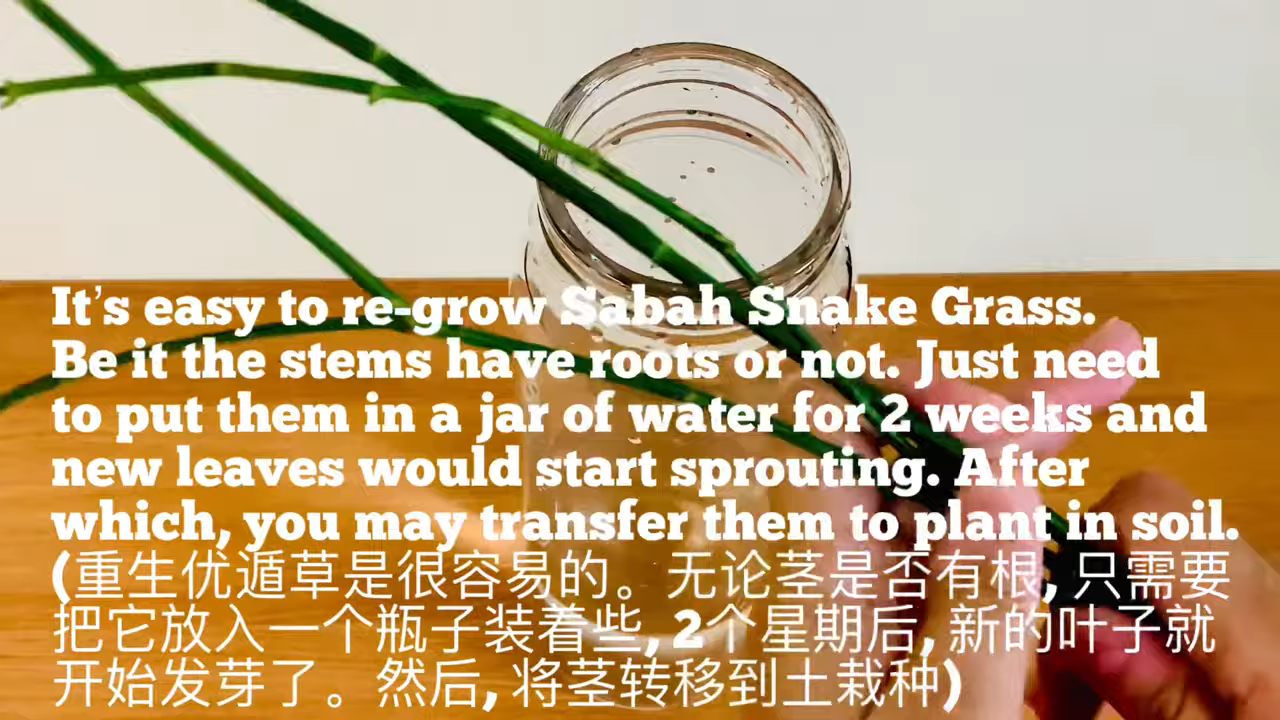 It's easy to re-grow Sabah Snake Grass.
Be it the stems have roots or not. Just need
to put them in a jar of water for 2 weeks and
new leaves would start sprouting. After
which, you may transfer them to plant in soil.
(重生优遁草是很容易的。无论茎是否有根, 只需要
把它放入一个瓶子装着些, 2个星期后, 新的叶子就
开始发芽了。然后, 将茎转移到土栽种)